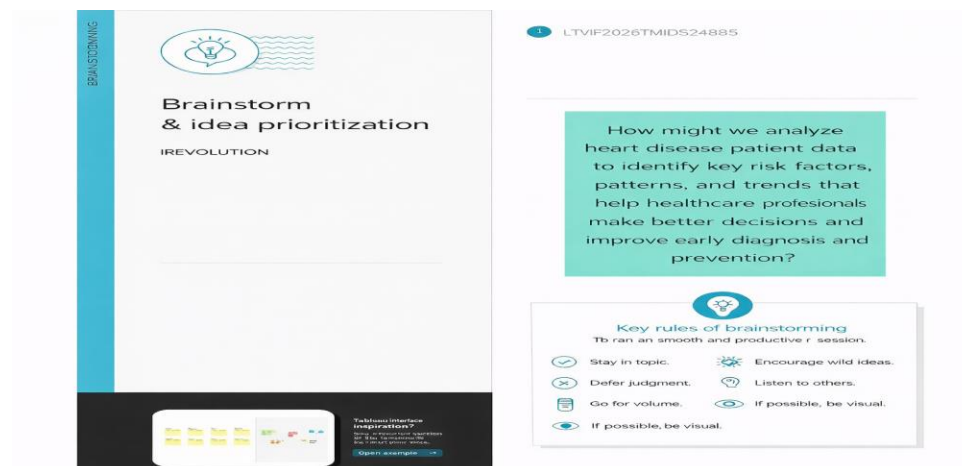 BRIANSTOBNNING
Brainstorm
& idea prioritization
IREVOLUTION
Tablsou interface
inspiration?
Open example →
1 LTVIF2026TMIDS24885
How might we analyze
heart disease patient data
to identify key risk factors,
patterns, and trends that
help healthcare profesionals
make better decisions and
improve early diagnosis and
prevention?
Key rules of brainstorming
Tb ran an smooth and productive r session.
Stay in topic. Encourage wild ideas.
Defer judgment. Listen to others.
Go for volume. If possible, be visual.
If possible, be visual.